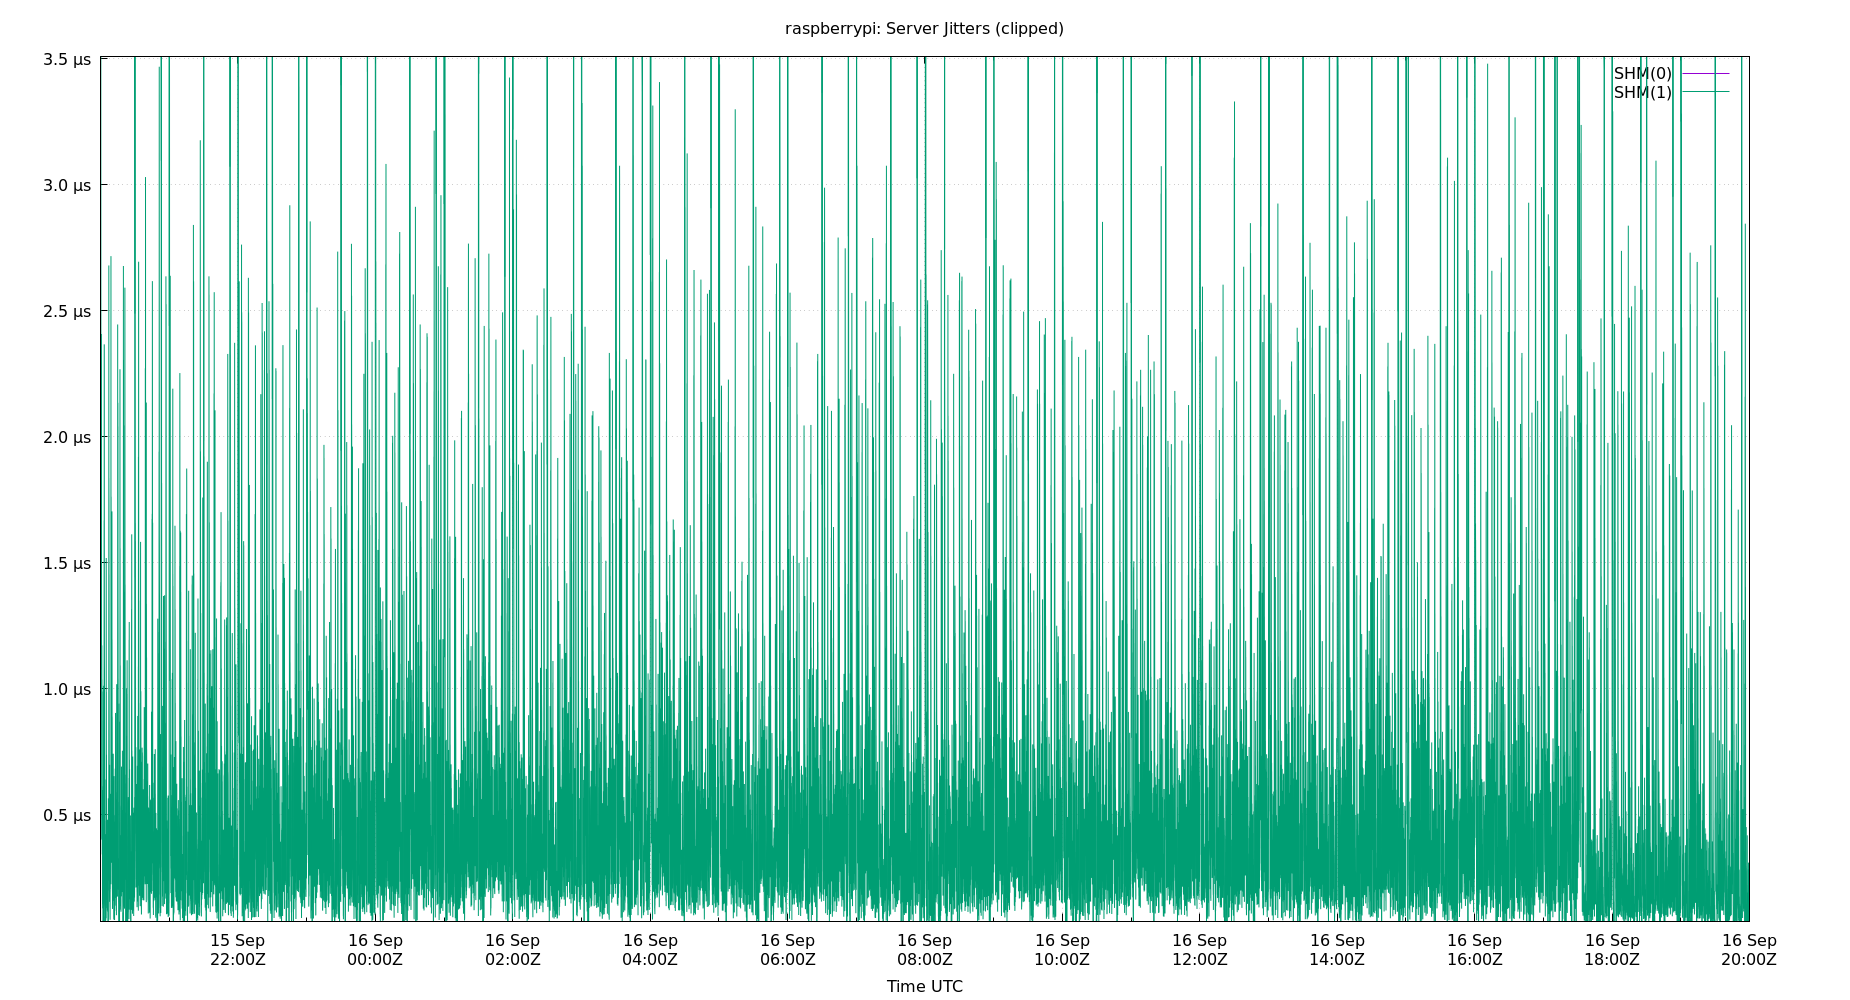 raspberrypi: Server Jitters (clipped)
3.5 µs
SHM(0)
SHM(1)
3.0 µs
2.5 µs
2.0 µs
1.5 µs
1.0 µs
0.5 µs
15 Sep 16 Sep 16 Sep 16 Sep 16 Sep 16 Sep 16 Sep 16 Sep 16 Sep 16 Sep 16 Sep 16 Sep
22:00Z 00:00Z 02:00Z 04:00Z 06:00Z 08:00Z 10:00Z 12:00Z 14:00Z 16:00Z 18:00Z 20:00Z
Time UTC